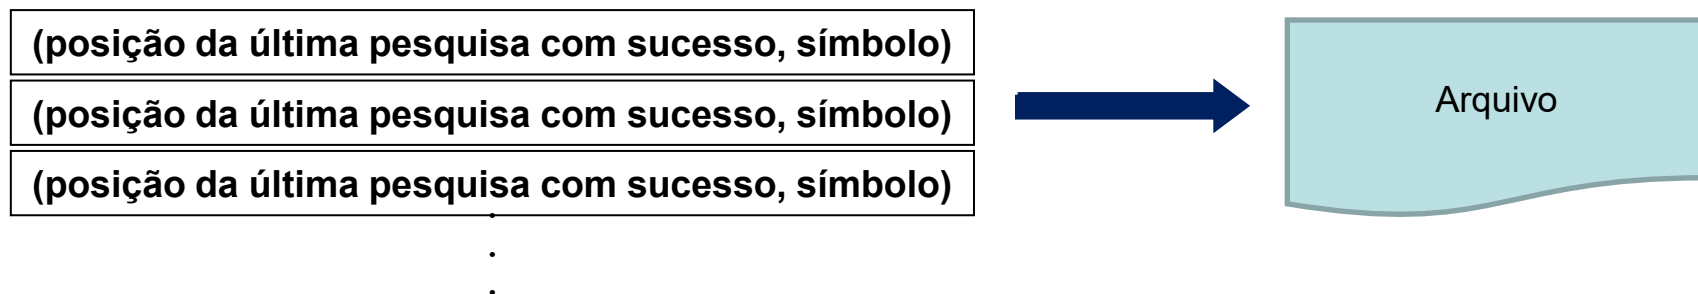 (posição da última pesquisa com sucesso, símbolo)
(posição da última pesquisa com sucesso, símbolo)
(posição da última pesquisa com sucesso, símbolo)
.
.
.
Arquivo